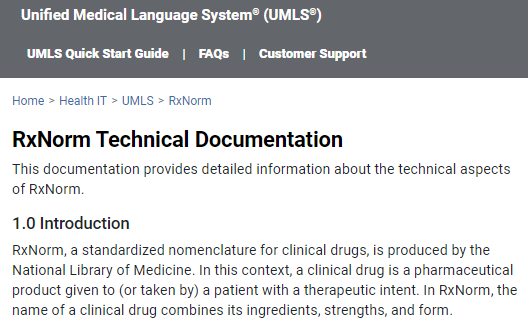 Unified Medical Language System® (UMLS®)
UMLS Quick Start Guide | FAQs | Customer Support
Home > Health IT > UMLS > RxNorm
RxNorm Technical Documentation
This documentation provides detailed information about the technical aspects
of RxNorm.
1.0 Introduction
RxNorm, a standardized nomenclature for clinical drugs, is produced by the
National Library of Medicine. In this context, a clinical drug is a pharmaceutical
product given to (or taken by) a patient with a therapeutic intent. In RxNorm, the
name of a clinical drug combines its ingredients, strengths, and form.